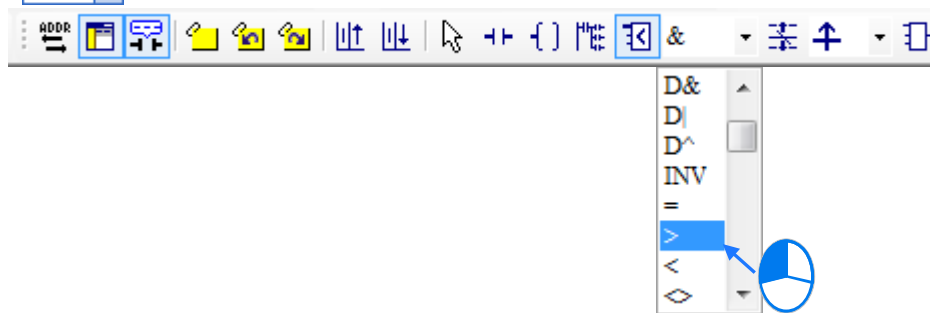 ADDR
&
D&
D|
D^
INV
=
>
<
<>